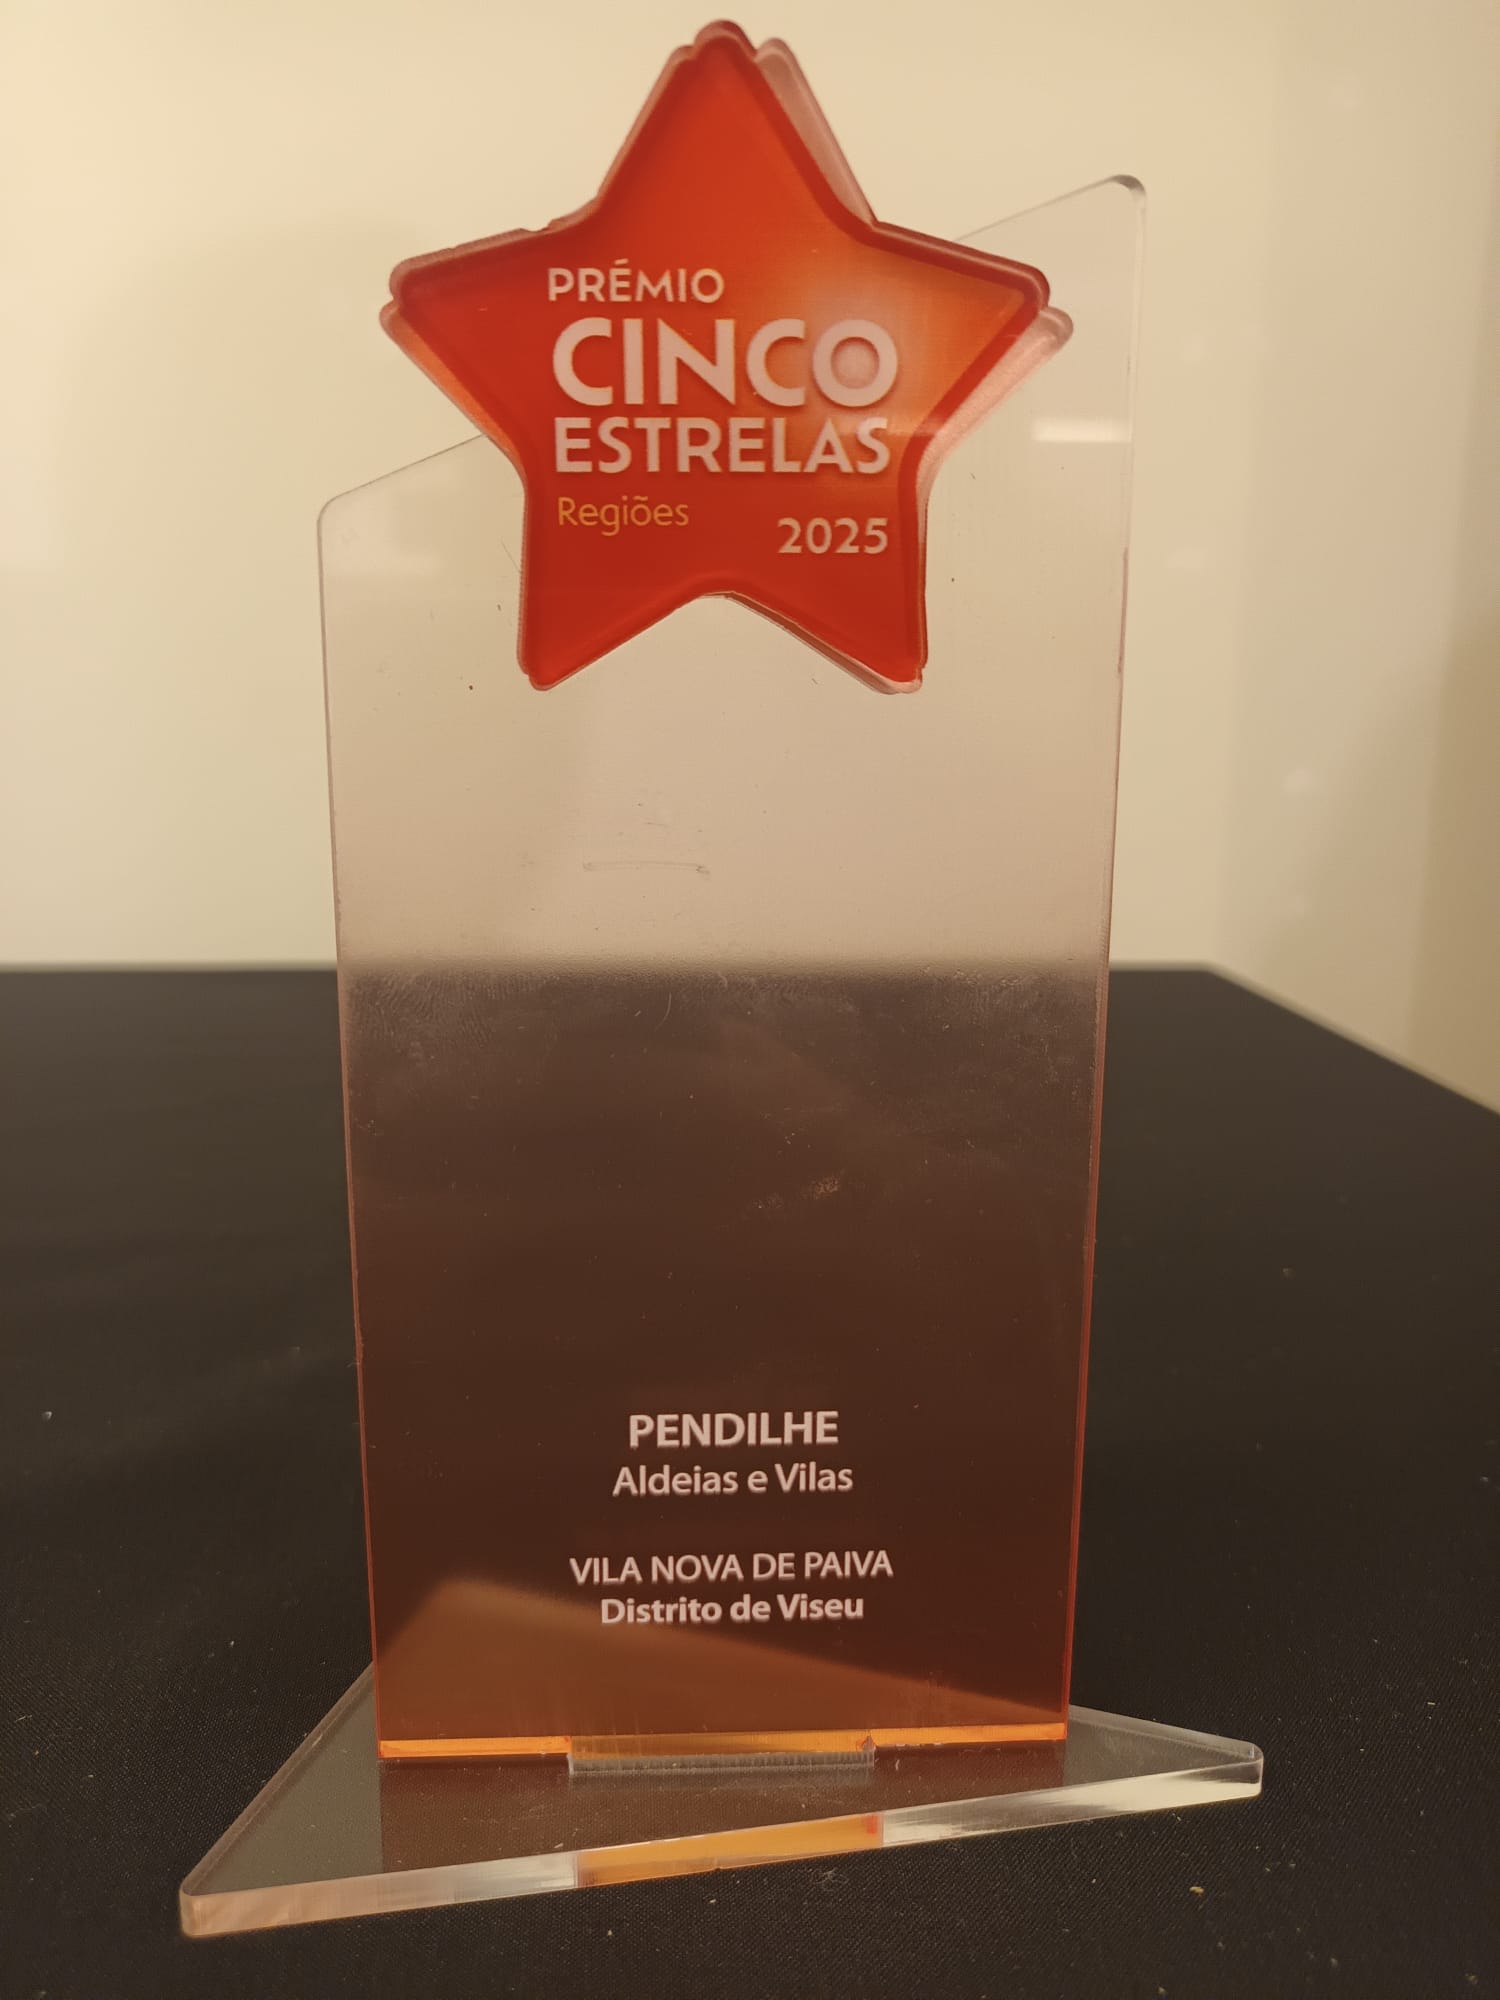 PRÉMIO
CINCO
ESTRELAS
Regiões
2025
PENDILHE
Aldeias e Vilas
VILA NOVA DE PAIVA
Distrito de Viseu